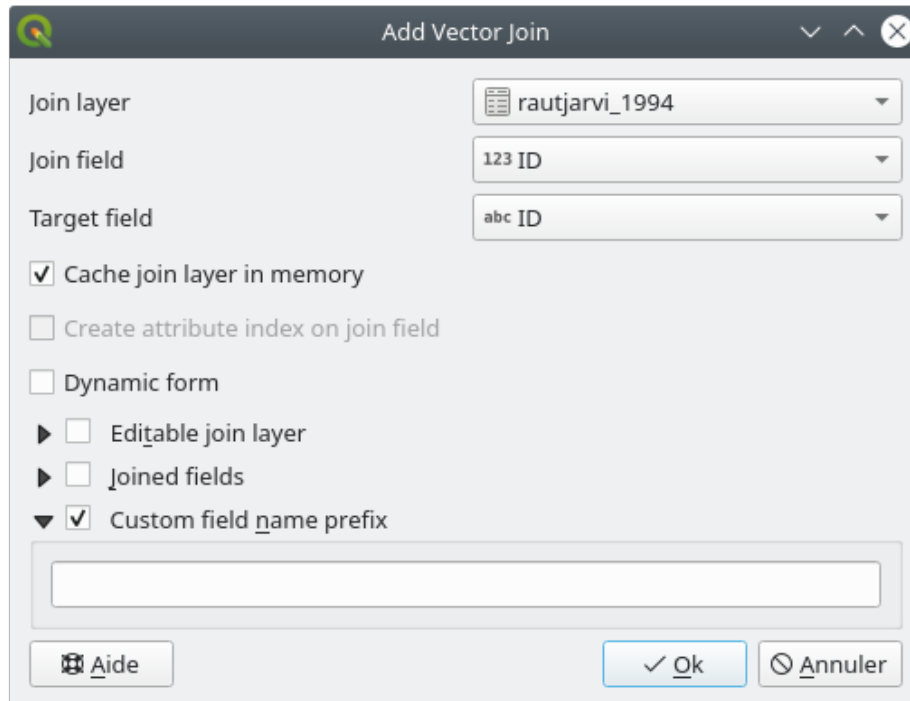 Add Vector Join
Join layer
rautjarvi_1994
Join field
123 ID
Target field
abc ID
Cache join layer in memory
Create attribute index on join field
Dynamic form
Editable join layer
Joined fields
Custom field name prefix
Aide
Ok
Annuler